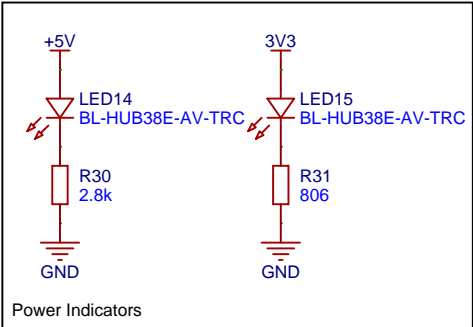 +5V
3V3
LED14
BL-HUB38E-AV-TRC
LED15
BL-HUB38E-AV-TRC
R30
2.8k
R31
806
GND
GND
Power Indicators